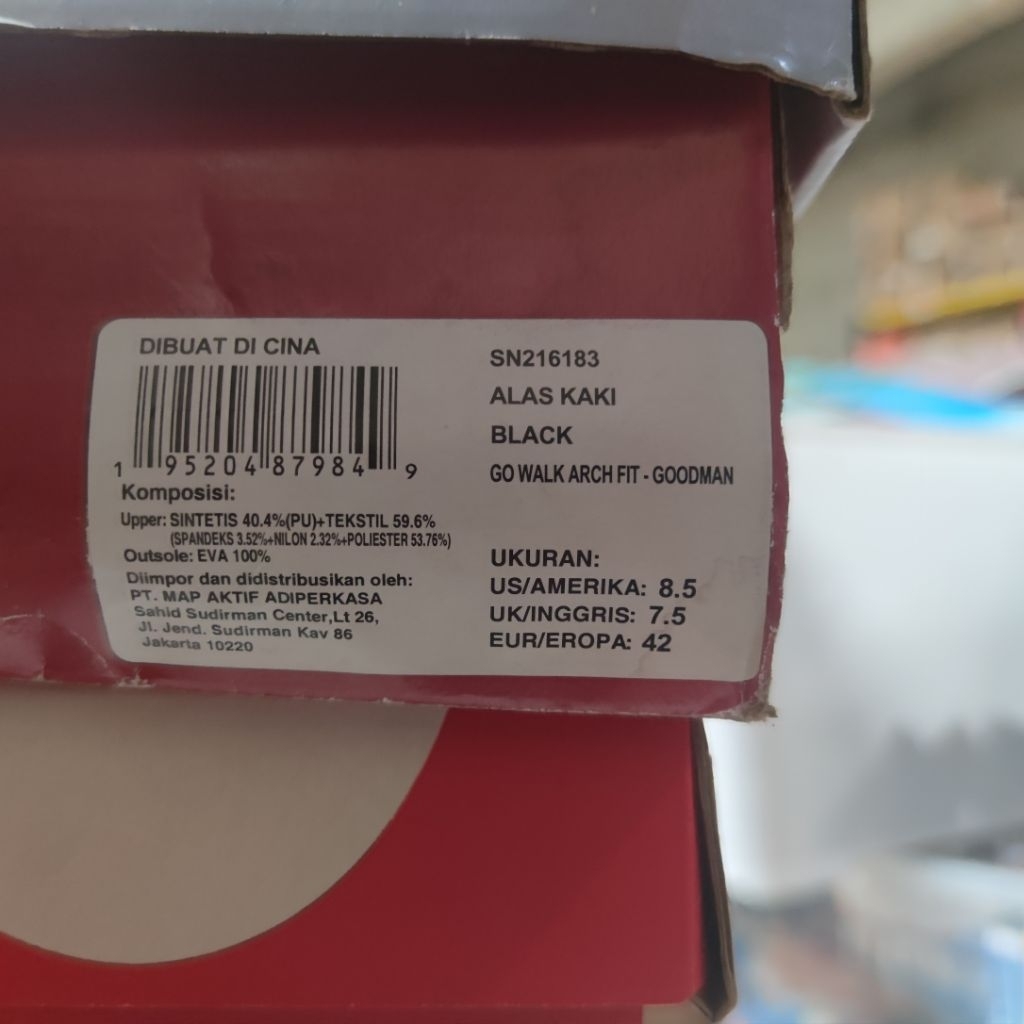 DIBUAT DI CINA
1 95204 87984 9
Komposisi:
Upper: SINTETIS 40.4%(PU)+TEKSTIL 59.6%
(SPANDEKS 3.52%+NILON 2.32%+POLIESTER 53.76%)
Outsole: EVA 100%
Diimpor dan didistribusikan oleh:
PT. MAP AKTIF ADIPERKASA
Sahid Sudirman Center,Lt 26,
Jl. Jend. Sudirman Kav 86
Jakarta 10220
SN216183
ALAS KAKI
BLACK
GO WALK ARCH FIT - GOODMAN
UKURAN:
US/AMERIKA: 8.5
UK/INGGRIS: 7.5
EUR/EROPA: 42